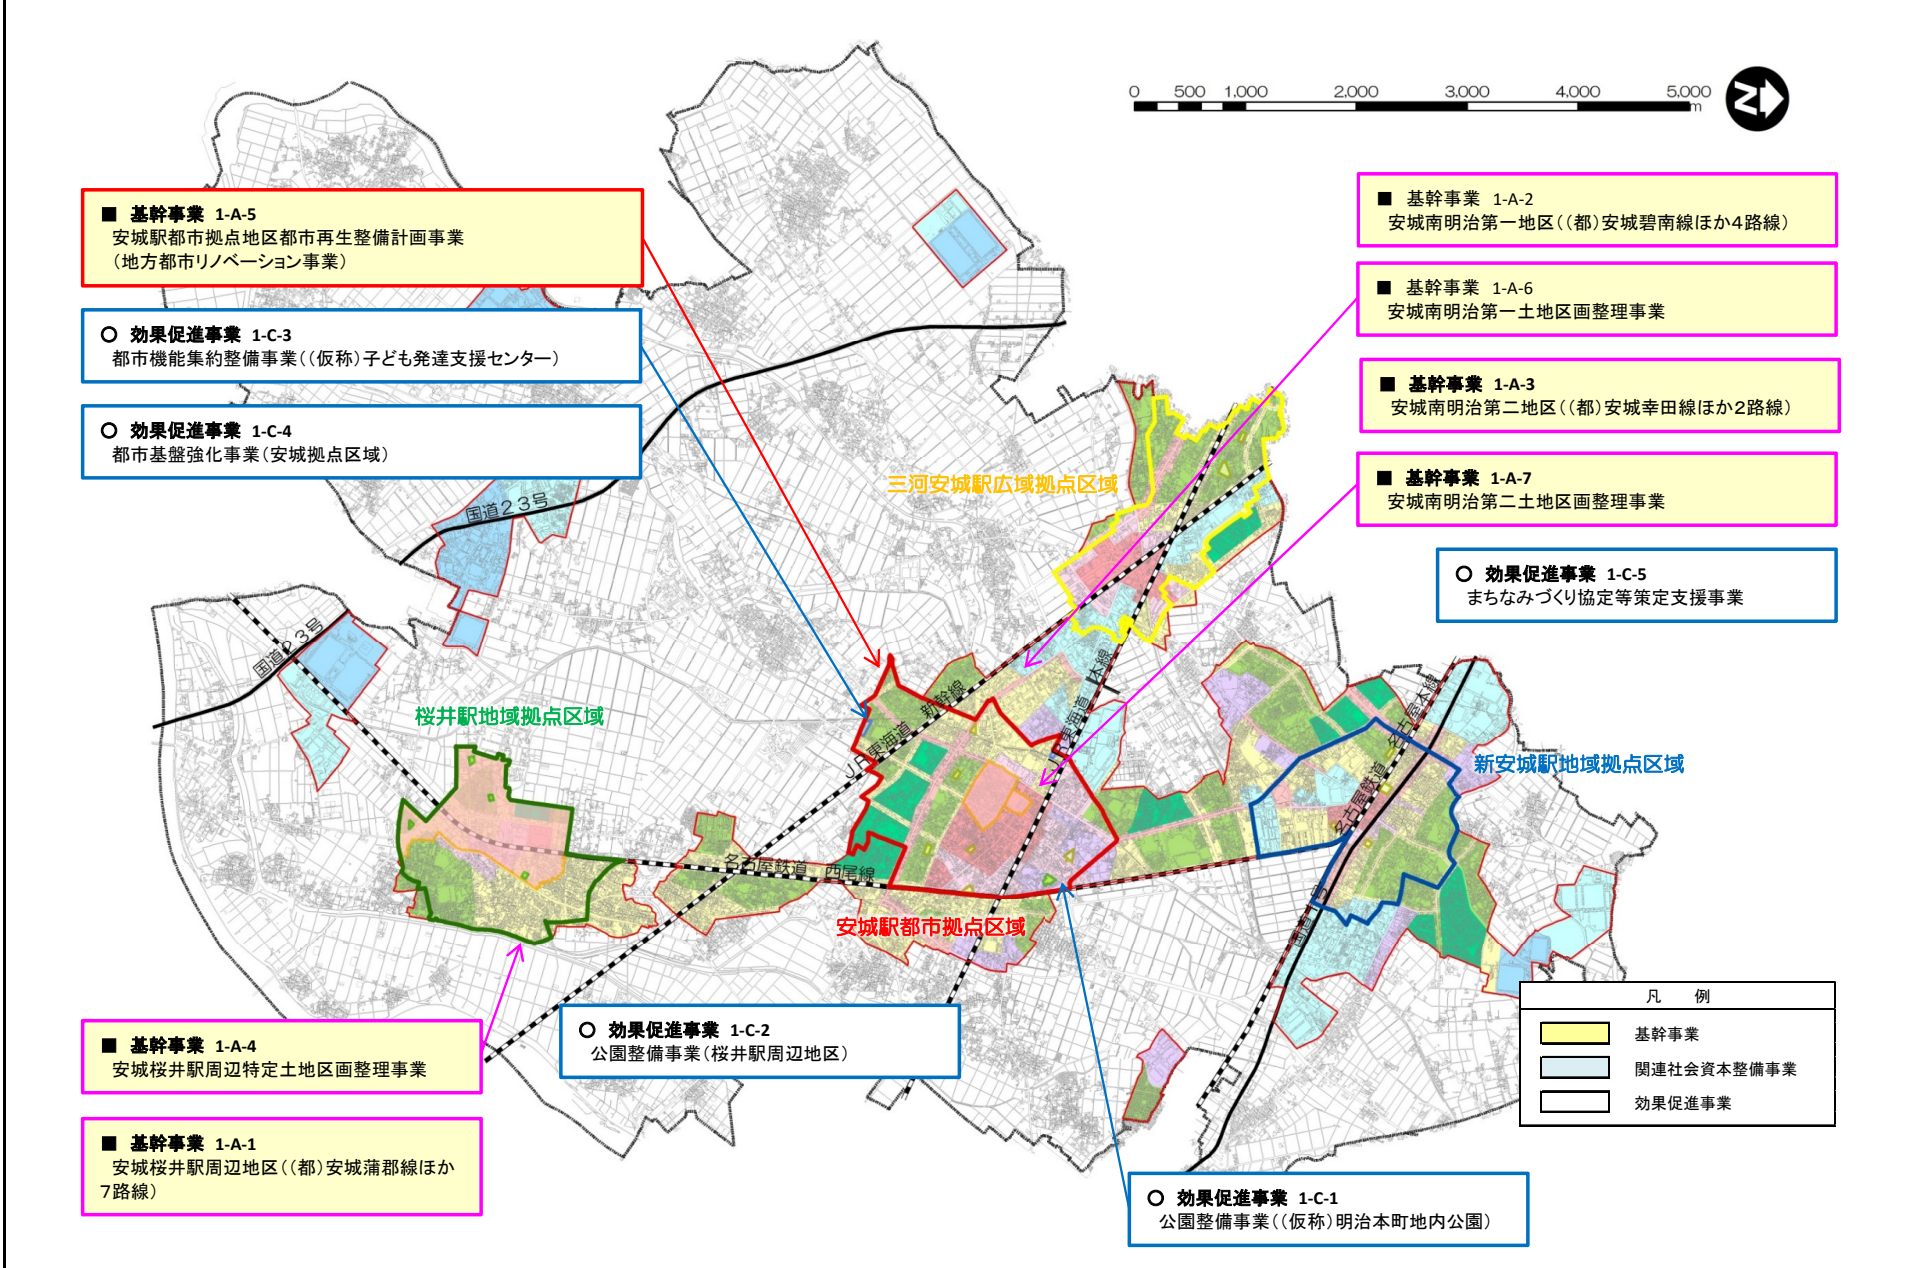 0 500 1,000 2,000 3,000 4,000 5,000
m
N
■ 基幹事業 1-A-5
安城駅都市拠点地区都市再生整備計画事業
(地方都市リノベーション事業)
○ 効果促進事業 1-C-3
都市機能集約整備事業((仮称)子ども発達支援センター)
○ 効果促進事業 1-C-4
都市基盤強化事業(安城拠点区域)
■ 基幹事業 1-A-2
安城南明治第一地区((都)安城碧南線ほか4路線)
■ 基幹事業 1-A-6
安城南明治第一土地区画整理事業
■ 基幹事業 1-A-3
安城南明治第二地区((都)安城幸田線ほか2路線)
■ 基幹事業 1-A-7
安城南明治第二土地区画整理事業
○ 効果促進事業 1-C-5
まちなみづくり協定等策定支援事業
三河安城駅広域拠点区域
国道23号
国道23号
桜井駅地域拠点区域
JR東海道 新幹線
JR東海道 本線
名古屋本線
名古屋鉄道
新安城駅地域拠点区域
名古屋鉄道 西尾線
安城駅都市拠点区域
■ 基幹事業 1-A-4
安城桜井駅周辺特定土地区画整理事業
■ 基幹事業 1-A-1
安城桜井駅周辺地区((都)安城蒲郡線ほか
7路線)
○ 効果促進事業 1-C-2
公園整備事業(桜井駅周辺地区)
○ 効果促進事業 1-C-1
公園整備事業((仮称)明治本町地内公園)
凡 例
基幹事業
関連社会資本整備事業
効果促進事業